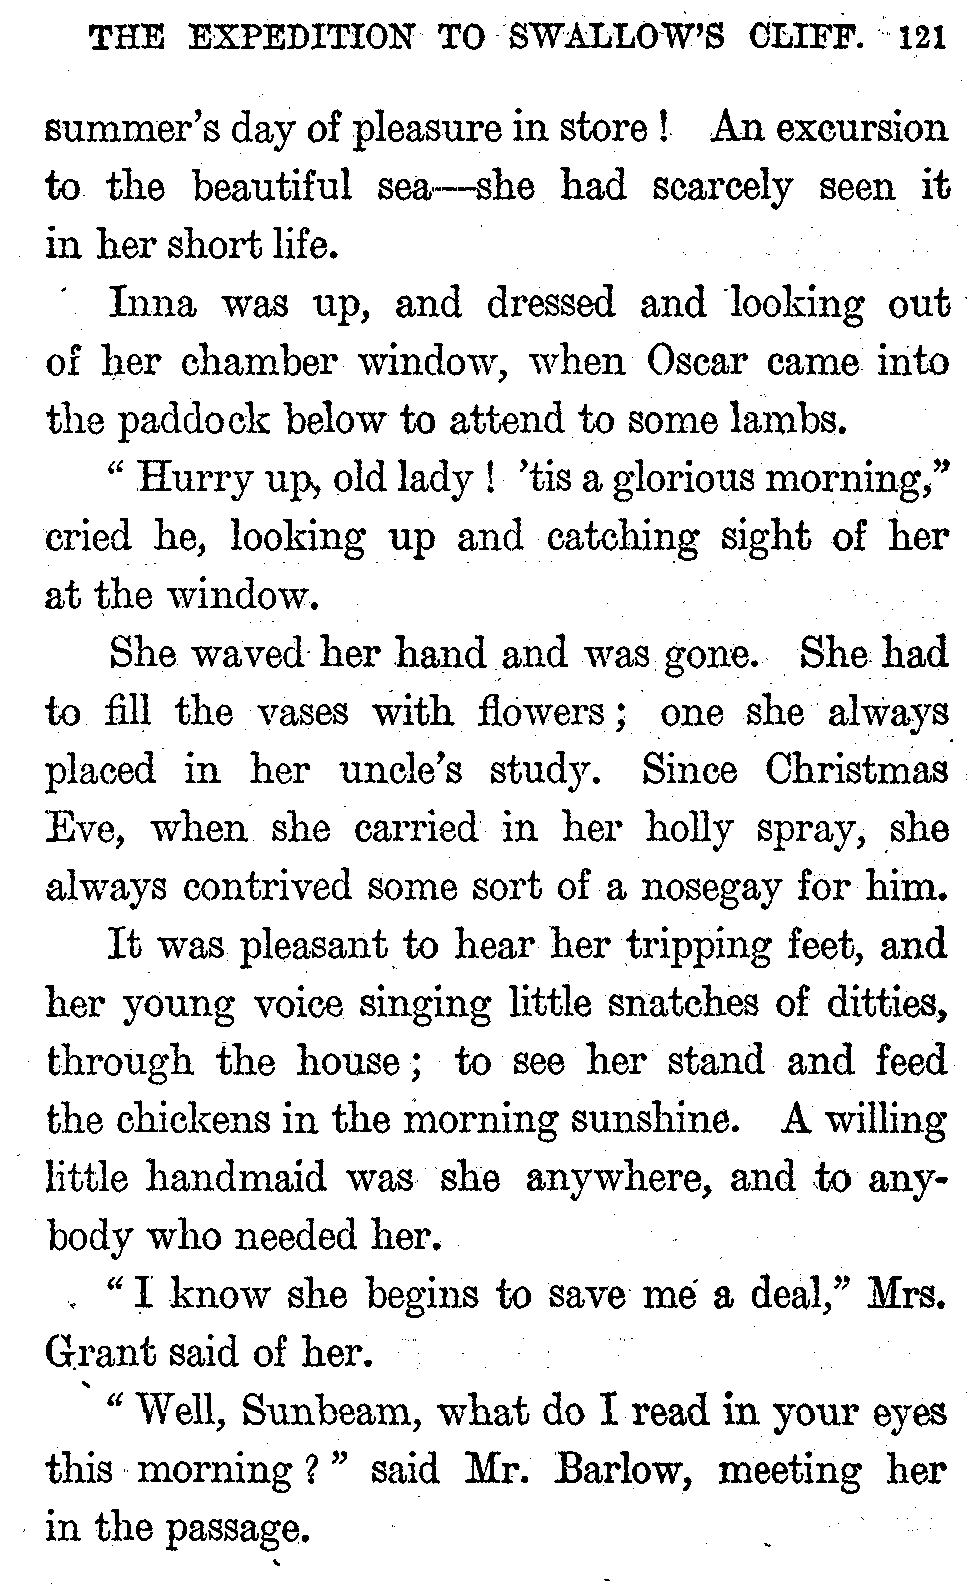 THE EXPEDITION TO SWALLOW'S CLIFF. 121
summer's day of pleasure in store! An excursion
to the beautiful sea—she had scarcely seen it
in her short life.
Inna was up, and dressed and looking out
of her chamber window, when Oscar came into
the paddock below to attend to some lambs.
“Hurry up, old lady! 'tis a glorious morning,”
cried he, looking up and catching sight of her
at the window.
She waved her hand and was gone. She had
to fill the vases with flowers; one she always
placed in her uncle's study. Since Christmas
Eve, when she carried in her holly spray, she
always contrived some sort of a nosegay for him.
It was pleasant to hear her tripping feet, and
her young voice singing little snatches of ditties,
through the house; to see her stand and feed
the chickens in the morning sunshine. A willing
little handmaid was she anywhere, and to any-
body who needed her.
“I know she begins to save me a deal,” Mrs.
Grant said of her.
“Well, Sunbeam, what do I read in your eyes
this morning?” said Mr. Barlow, meeting her
in the passage.